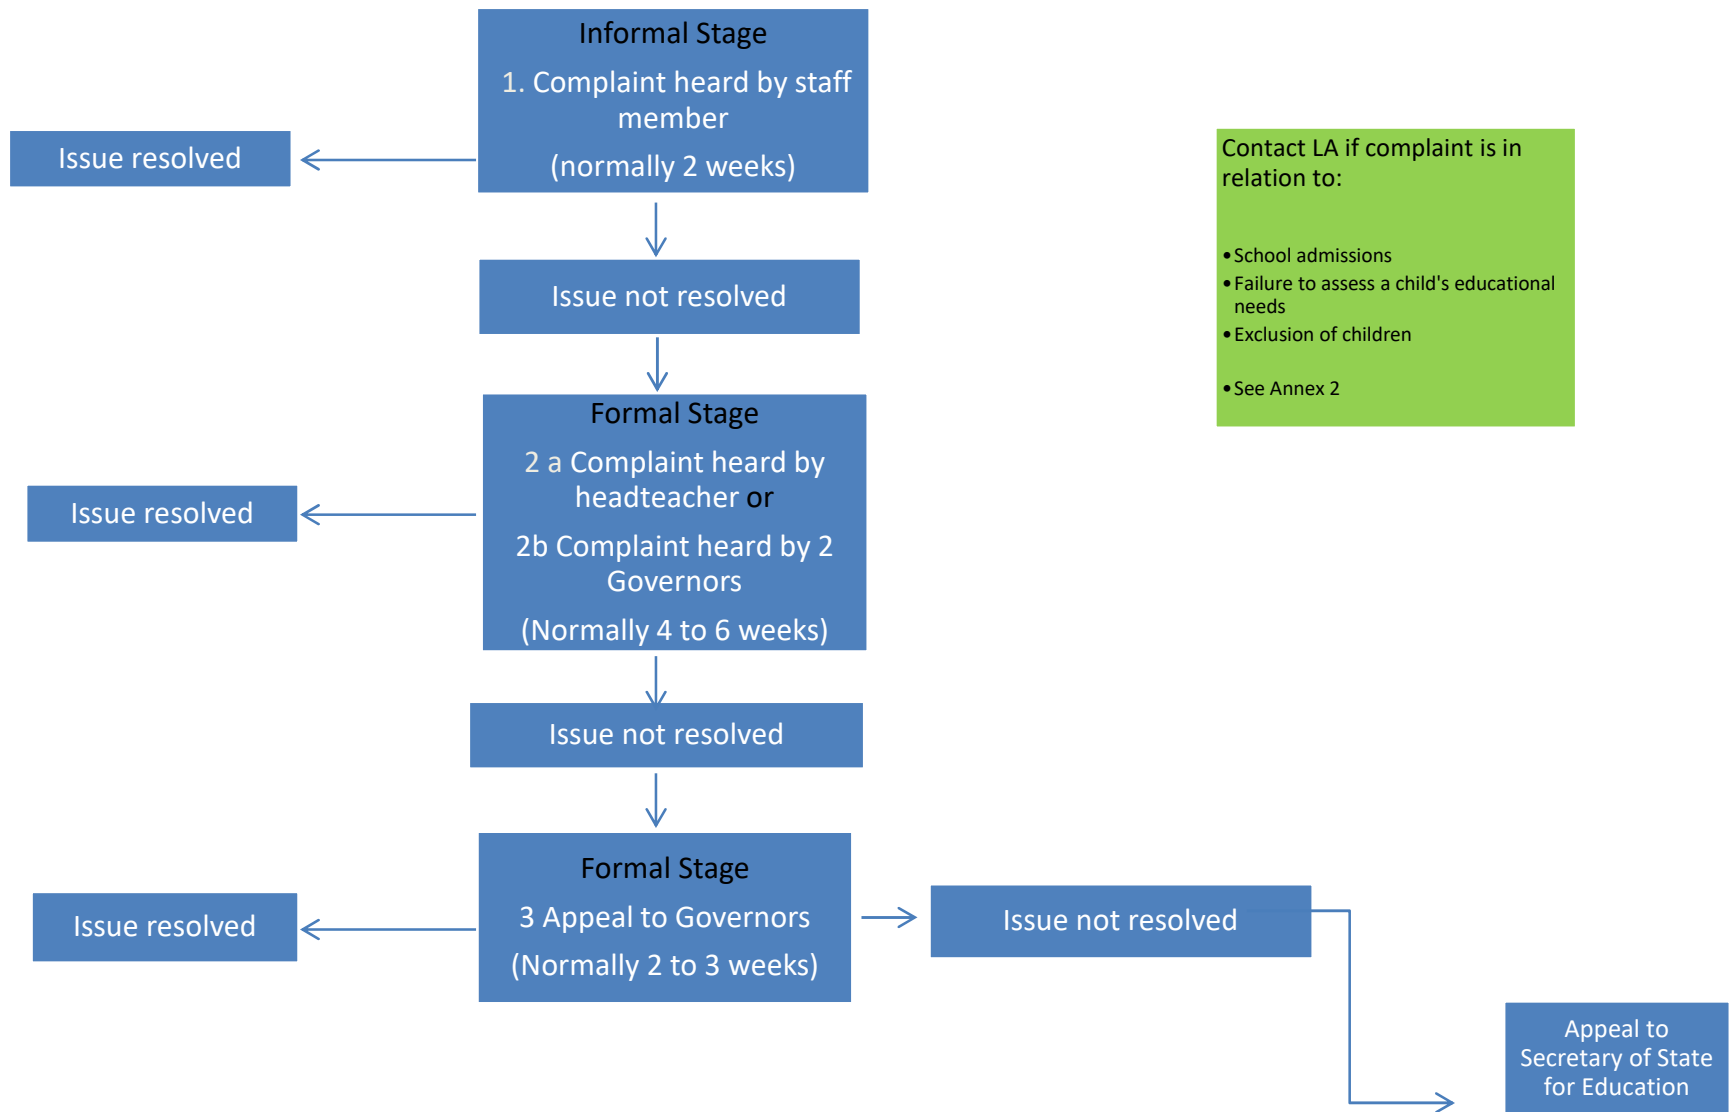 Informal Stage
1. Complaint heard by staff
member
(normally 2 weeks)
Issue resolved
Contact LA if complaint is in
relation to:
•School admissions
•Failure to assess a child's educational
needs
•Exclusion of children
•See Annex 2
Issue not resolved
Formal Stage
2 a Complaint heard by
headteacher or
2b Complaint heard by 2
Governors
(Normally 4 to 6 weeks)
Issue resolved
Issue not resolved
Formal Stage
3 Appeal to Governors
(Normally 2 to 3 weeks)
Issue resolved
Issue not resolved
Appeal to
Secretary of State
for Education